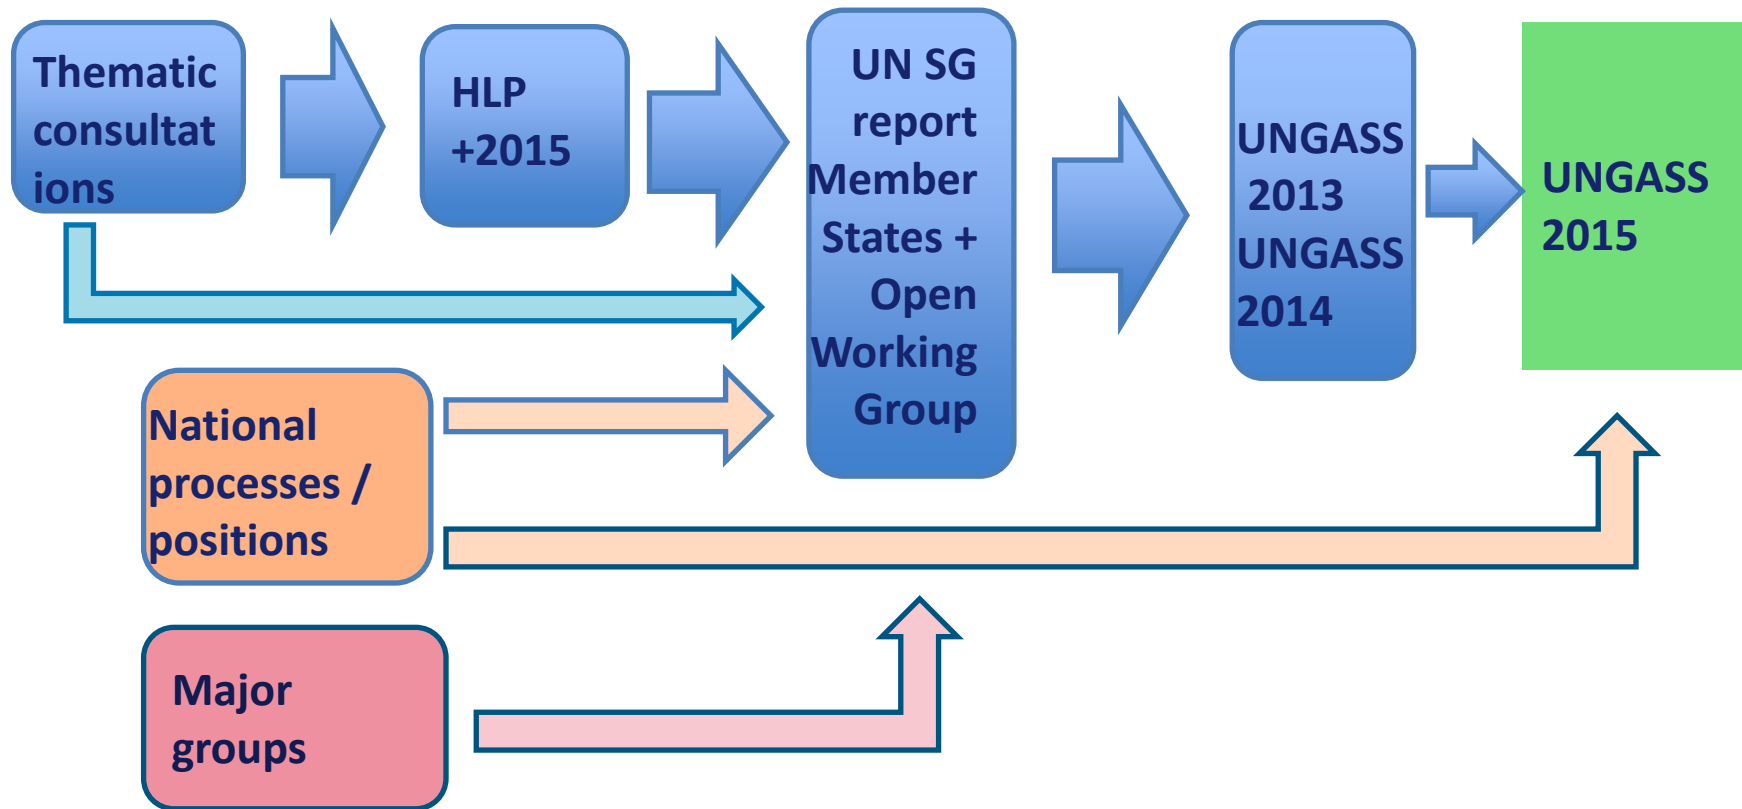 Thematic
consultat
ions
HLP
+2015
UN SG
report
Member
States +
Open
Working
Group
UNGASS
2013
UNGASS
2014
UNGASS
2015
National
processes /
positions
Major
groups